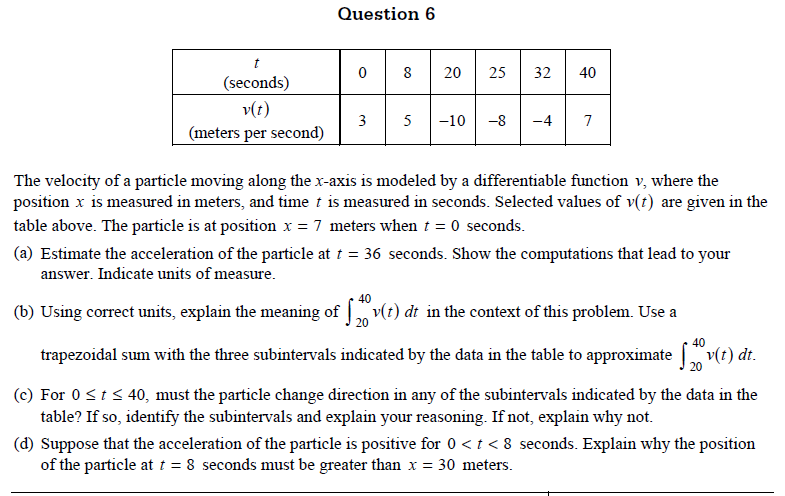 Question 6
t
(seconds) 0 8 20 25 32 40
v(t)
(meters per second) 3 5 −10 −8 −4 7
The velocity of a particle moving along the x-axis is modeled by a differentiable function v, where the
position x is measured in meters, and time t is measured in seconds. Selected values of v(t) are given in the
table above. The particle is at position x = 7 meters when t = 0 seconds.
(a) Estimate the acceleration of the particle at t = 36 seconds. Show the computations that lead to your
answer. Indicate units of measure.
(b) Using correct units, explain the meaning of ∫₂₀⁴⁰ v(t) dt in the context of this problem. Use a
trapezoidal sum with the three subintervals indicated by the data in the table to approximate ∫₂₀⁴⁰ v(t) dt.
(c) For 0 ≤ t ≤ 40, must the particle change direction in any of the subintervals indicated by the data in the
table? If so, identify the subintervals and explain your reasoning. If not, explain why not.
(d) Suppose that the acceleration of the particle is positive for 0 < t < 8 seconds. Explain why the position
of the particle at t = 8 seconds must be greater than x = 30 meters.